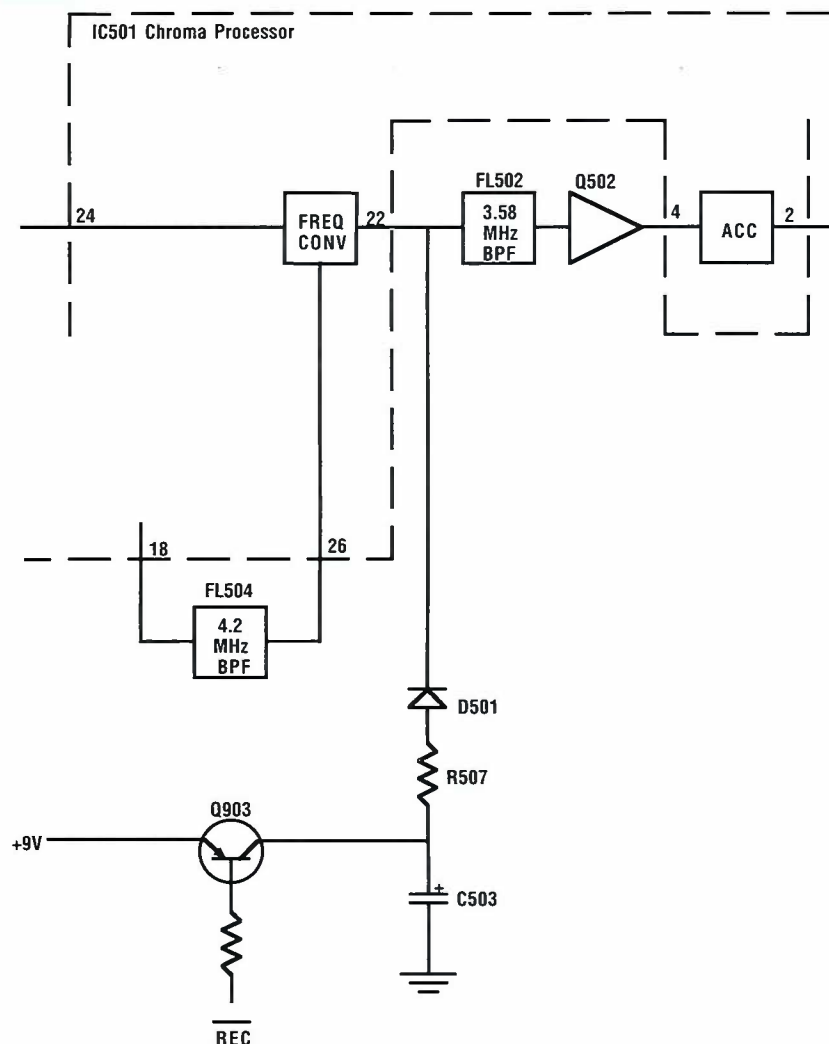 IC501 Chroma Processor
24
FREQ
CONV
22
FL502
3.58
MHz
BPF
Q502
4
ACC
2
18
26
FL504
4.2
MHz
BPF
D501
R507
Q903
+9V
+
C503
REC